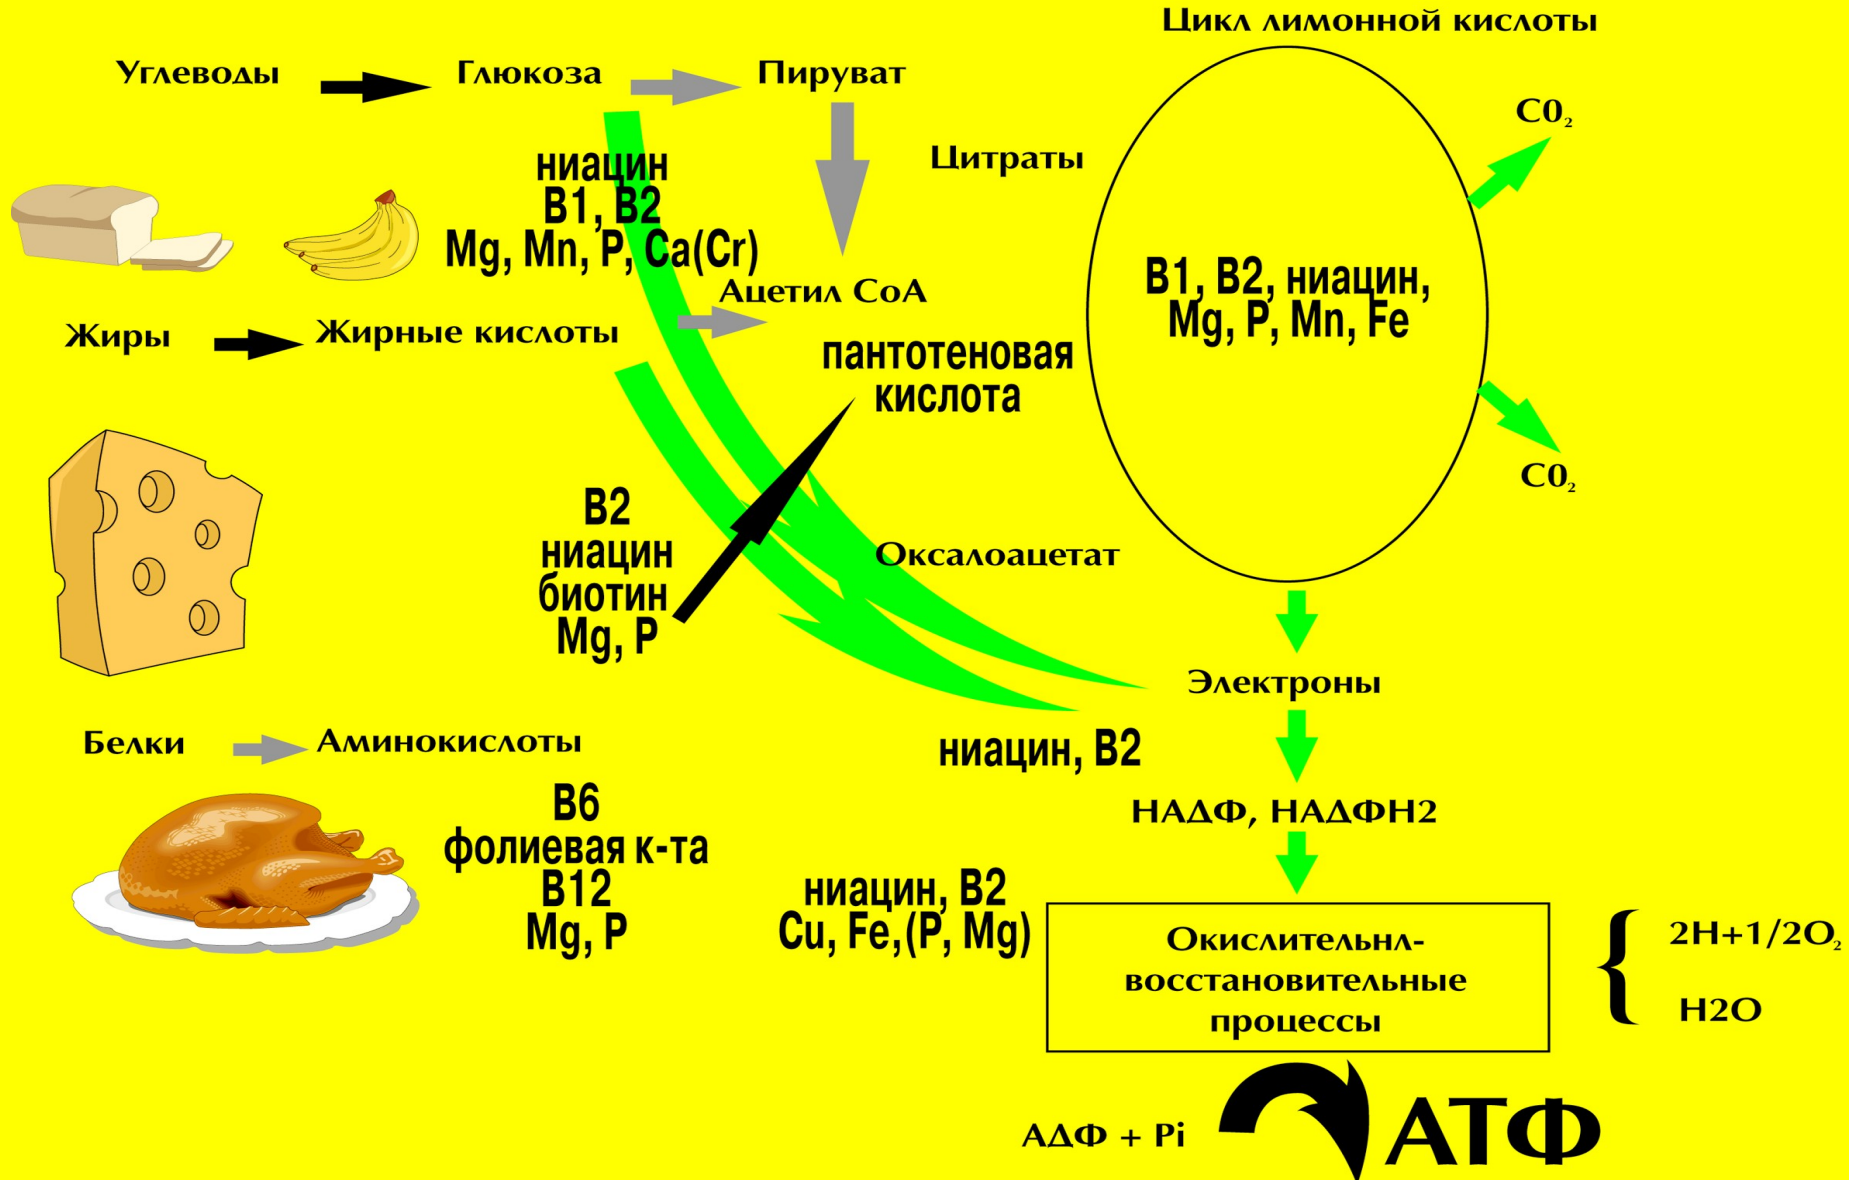 Цикл лимонной кислоты
Углеводы
Глюкоза
Пируват
C0₂
ниацин
B1, B2
Mg, Mn, P, Ca(Cr)
Цитраты
Ацетил CoA
B1, B2, ниацин,
Mg, P, Mn, Fe
Жиры
Жирные кислоты
пантотеновая
кислота
C0₂
B2
ниацин
биотин
Mg, P
Оксалоацетат
Электроны
Белки
Аминокислоты
ниацин, B2
НАДФ, НАДФН2
B6
фолиевая к-та
B12
Mg, P
ниацин, B2
Cu, Fe,(P, Mg)
Окислительнл-
восстановительные
процессы
2H+1/2O₂
H2O
АДФ + Pi
АТФ